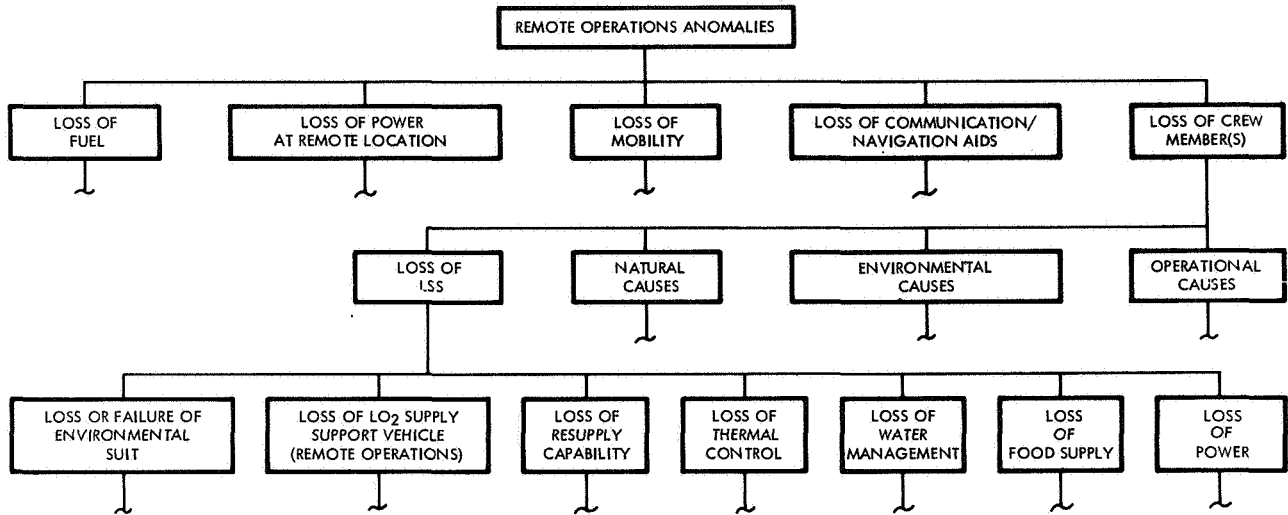 REMOTE OPERATIONS ANOMALIES
LOSS OF
FUEL
LOSS OF POWER
AT REMOTE LOCATION
LOSS OF
MOBILITY
LOSS OF COMMUNICATION/
NAVIGATION AIDS
LOSS OF CREW
MEMBER(S)
LOSS OF
LSS
NATURAL
CAUSES
ENVIRONMENTAL
CAUSES
OPERATIONAL
CAUSES
LOSS OR FAILURE OF
ENVIRONMENTAL
SUIT
LOSS OF LO2 SUPPLY
SUPPORT VEHICLE
(REMOTE OPERATIONS)
LOSS OF
RESUPPLY
CAPABILITY
LOSS OF
THERMAL
CONTROL
LOSS OF
WATER
MANAGEMENT
LOSS
OF
FOOD SUPPLY
LOSS
OF
POWER